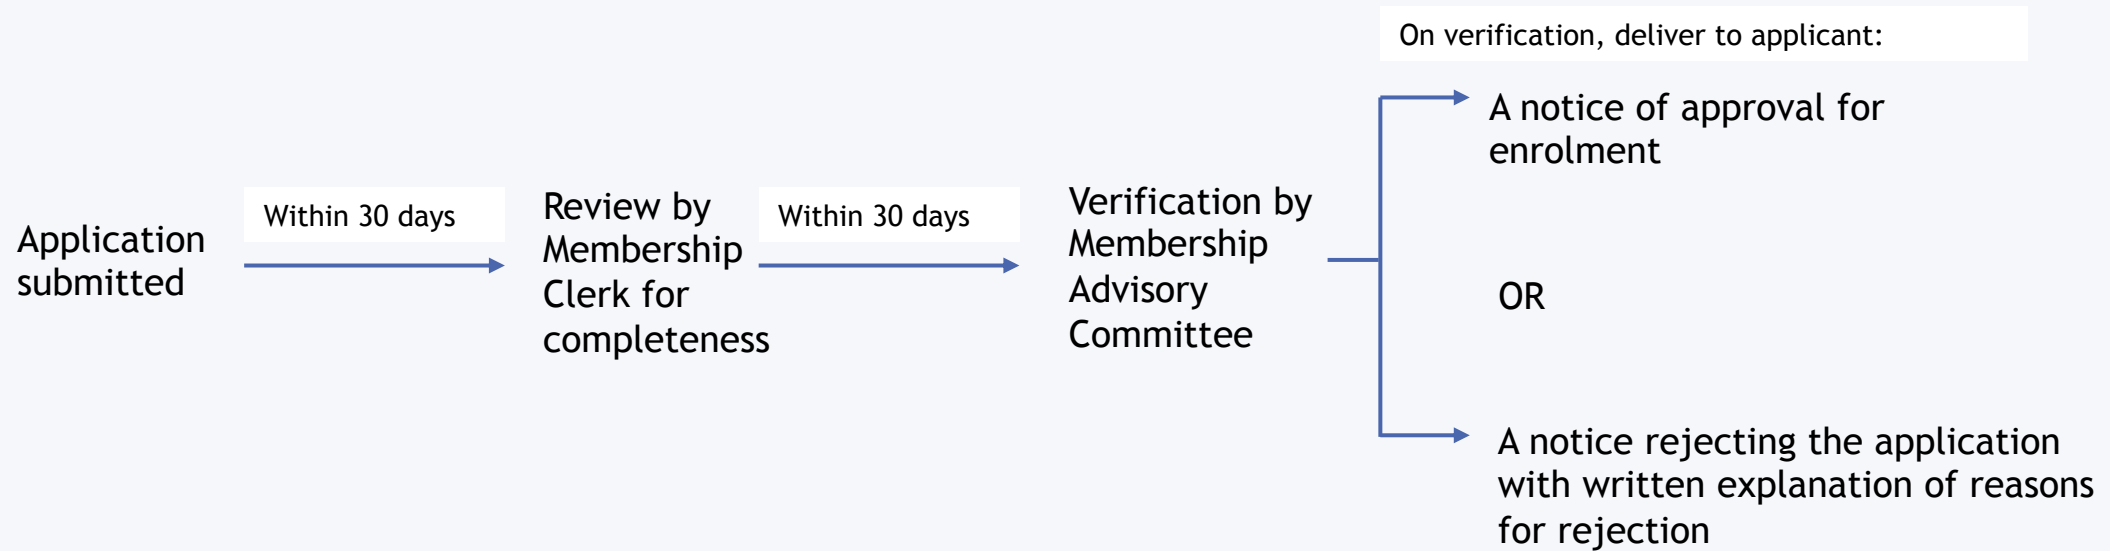 Application
submitted
Within 30 days
Review by
Membership
Clerk for
completeness
Within 30 days
Verification by
Membership
Advisory
Committee
On verification, deliver to applicant:
A notice of approval for
enrolment
OR
A notice rejecting the application
with written explanation of reasons
for rejection